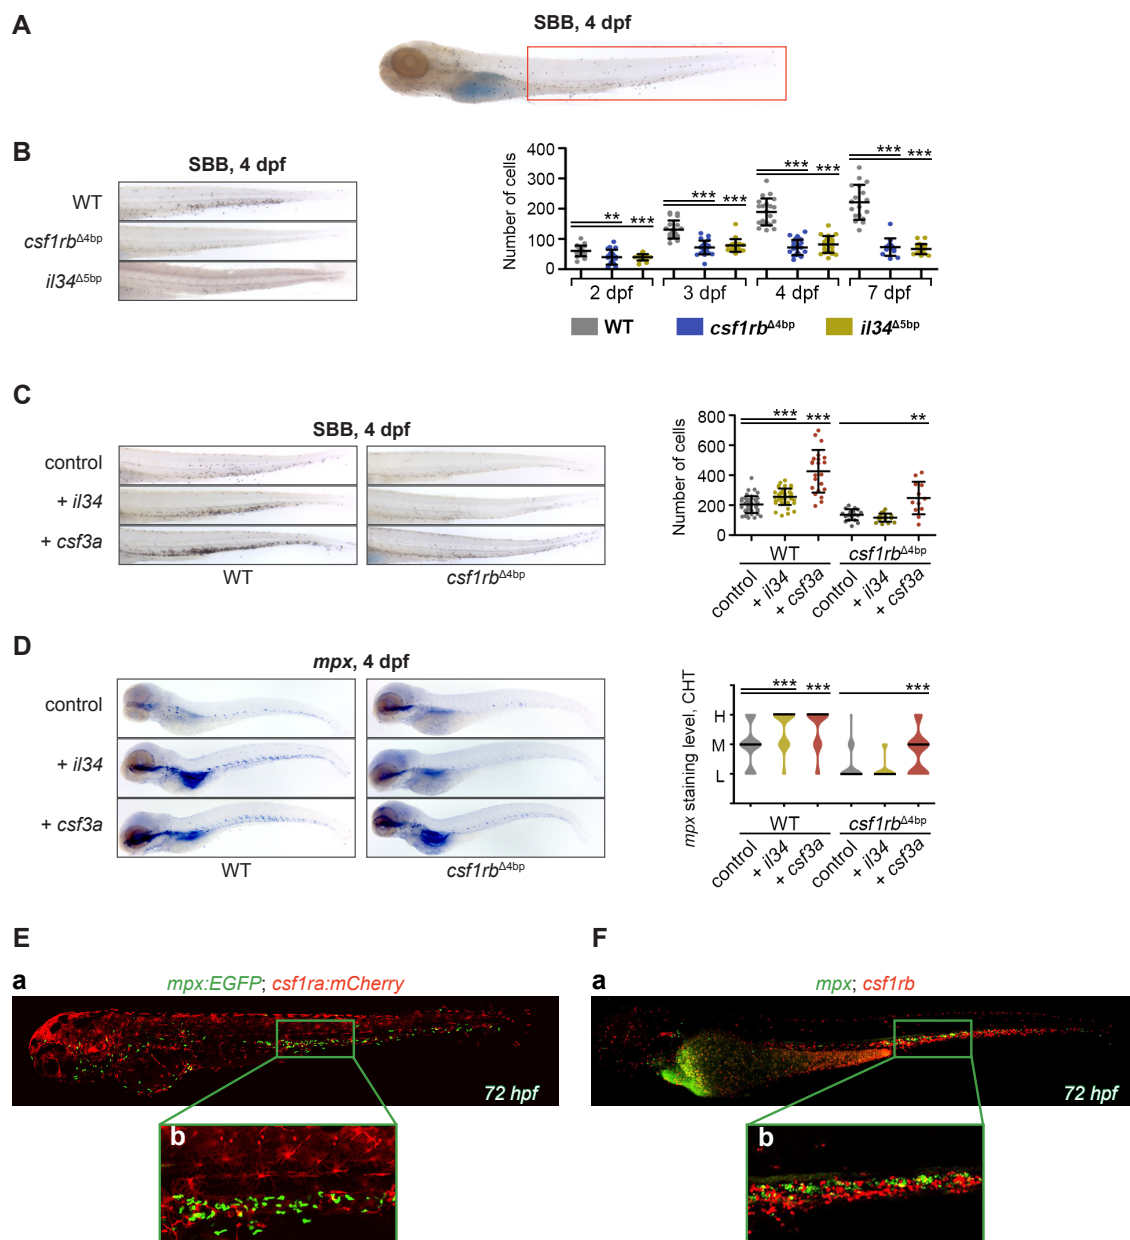 A
SBB, 4 dpf
B
SBB, 4 dpf
WT
csf1rbΔ4bp
il34Δ5bp
Number of cells
400
300
200
100
0
** *** *** *** *** *** *** ***
2 dpf 3 dpf 4 dpf 7 dpf
WT csf1rbΔ4bp il34Δ5bp
C
SBB, 4 dpf
control
+ il34
+ csf3a
WT csf1rbΔ4bp
Number of cells
800
600
400
200
0
*** *** **
WT csf1rbΔ4bp
control + il34 + csf3a control + il34 + csf3a
D
mpx, 4 dpf
control
+ il34
+ csf3a
WT csf1rbΔ4bp
mpx staining level, CHT
H
M
L
*** *** ***
WT csf1rbΔ4bp
control + il34 + csf3a control + il34 + csf3a
E
a
mpx:EGFP; csf1ra:mCherry
72 hpf
b
F
a
mpx; csf1rb
72 hpf
b